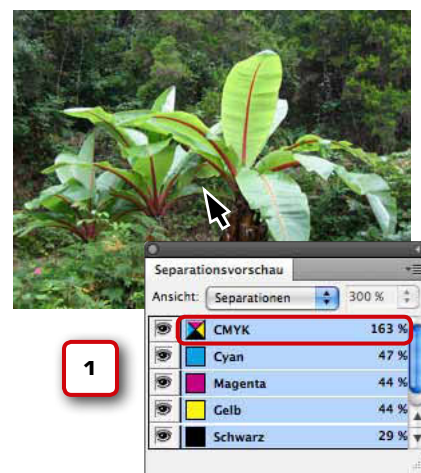 Separationsvorschau
Ansicht: Separationen 300 %
CMYK 163 %
Cyan 47 %
1
Magenta 44 %
Gelb 44 %
Schwarz 29 %